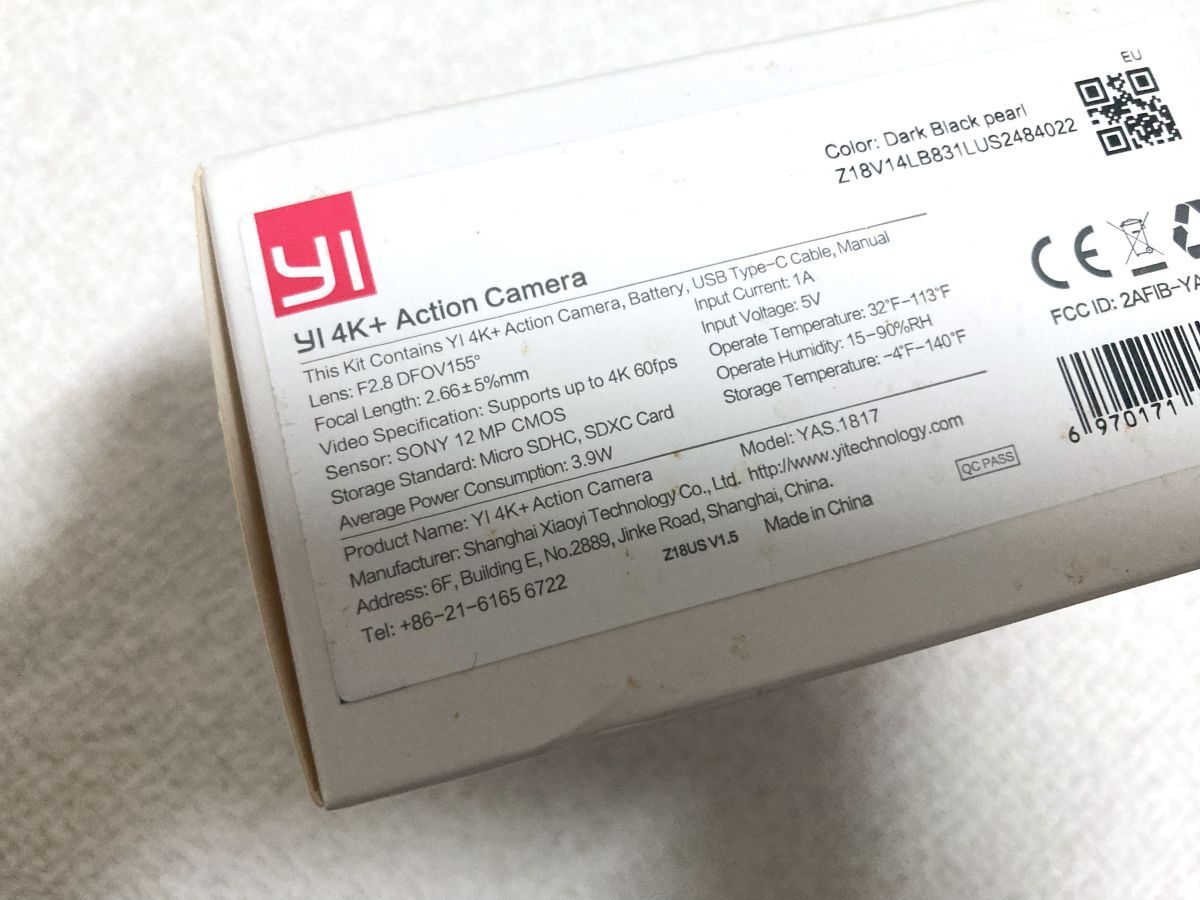 EU
Color: Dark Black pearl
Z18V14LB831LUS2484022
YI
YI 4K+ Action Camera
This Kit Contains YI 4K+ Action Camera, Battery, USB Type-C Cable, Manual
Lens: F2.8 DFOV155°
Focal Length: 2.66±5%mm
Video Specification: Supports up to 4K 60fps
Sensor: SONY 12 MP CMOS
Storage Standard: Micro SDHC, SDXC Card
Average Power Consumption: 3.9W
Input Current: 1A
Input Voltage: 5V
Operate Temperature: 32°F-113°F
Operate Humidity: 15-90%RH
Storage Temperature: -4°F-140°F
Product Name: YI 4K+ Action Camera
Model: YAS.1817
Manufacturer: Shanghai Xiaoyi Technology Co., Ltd. http://www.yitechnology.com
Address: 6F, Building E, No.2889, Jinke Road, Shanghai, China.
Tel: +86-21-6165 6722
Z18US V1.5
Made in China
QC PASS
CE
FCC ID: 2AFIB-YA
6 970171